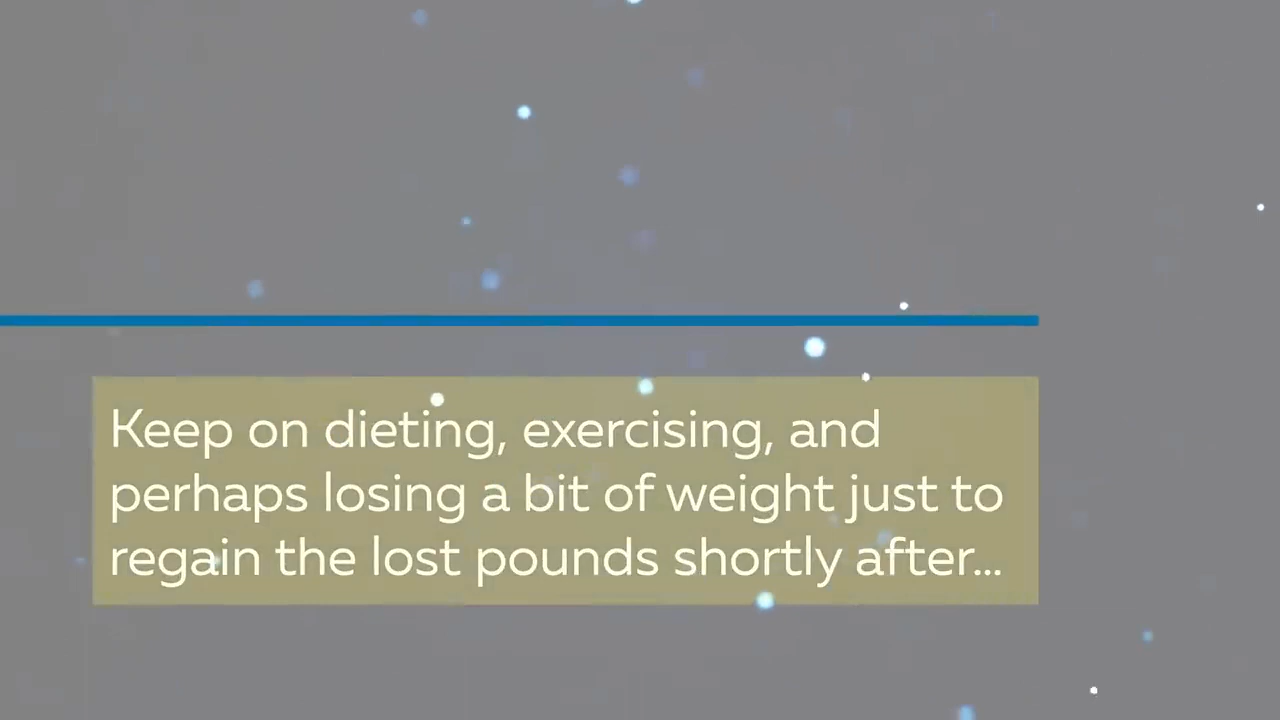 Keep on dieting, exercising, and
perhaps losing a bit of weight just to
regain the lost pounds shortly after...